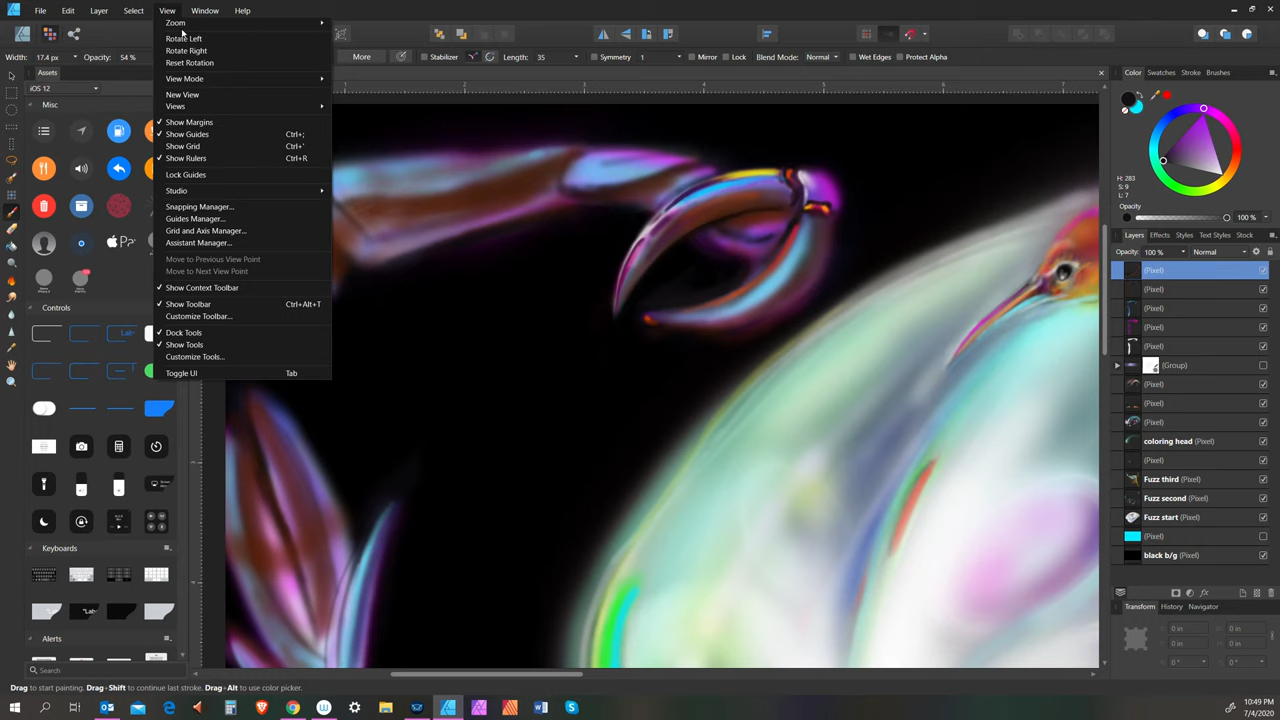 File Edit Layer Select View Window Help
Width: 17.4 px Opacity: 54 % More Stabilizer Length: 35 Symmetry 1 Mirror Lock Blend Mode: Normal Wet Edges Protect Alpha
Zoom
Rotate Left
Rotate Right
Reset Rotation
View Mode
New View
Views
Show Margins
Show Guides Ctrl+;
Show Grid Ctrl+'
Show Rulers Ctrl+R
Lock Guides
Studio
Snapping Manager...
Guides Manager...
Grid and Axis Manager...
Assistant Manager...
Move to Previous View Point
Move to Next View Point
Show Context Toolbar
Show Toolbar Ctrl+Alt+T
Customize Toolbar...
Dock Tools
Show Tools
Customize Tools...
Toggle UI Tab
Assets
iOS 12
Misc
Controls
Keyboards
Alerts
Search
4 5 6 7
Color Swatches Stroke Brushes
H: 283
S: 9
L: 7
Opacity
100 %
Layers Effects Styles Text Styles Stock
Opacity: 100 % Normal
(Pixel)
(Pixel)
(Pixel)
(Pixel)
(Pixel)
(Group)
(Pixel)
(Pixel)
(Pixel)
coloring head (Pixel)
(Pixel)
Fuzz third (Pixel)
Fuzz second (Pixel)
Fuzz start (Pixel)
(Pixel)
black b/g (Pixel)
Transform History Navigator
X: 0 in W: 0 in
Y: 0 in H: 0 in
R: 0 ° S: 0 °
Drag to start painting. Drag+Shift to continue last stroke. Drag+Alt to use color picker.
10:49 PM
7/4/2020